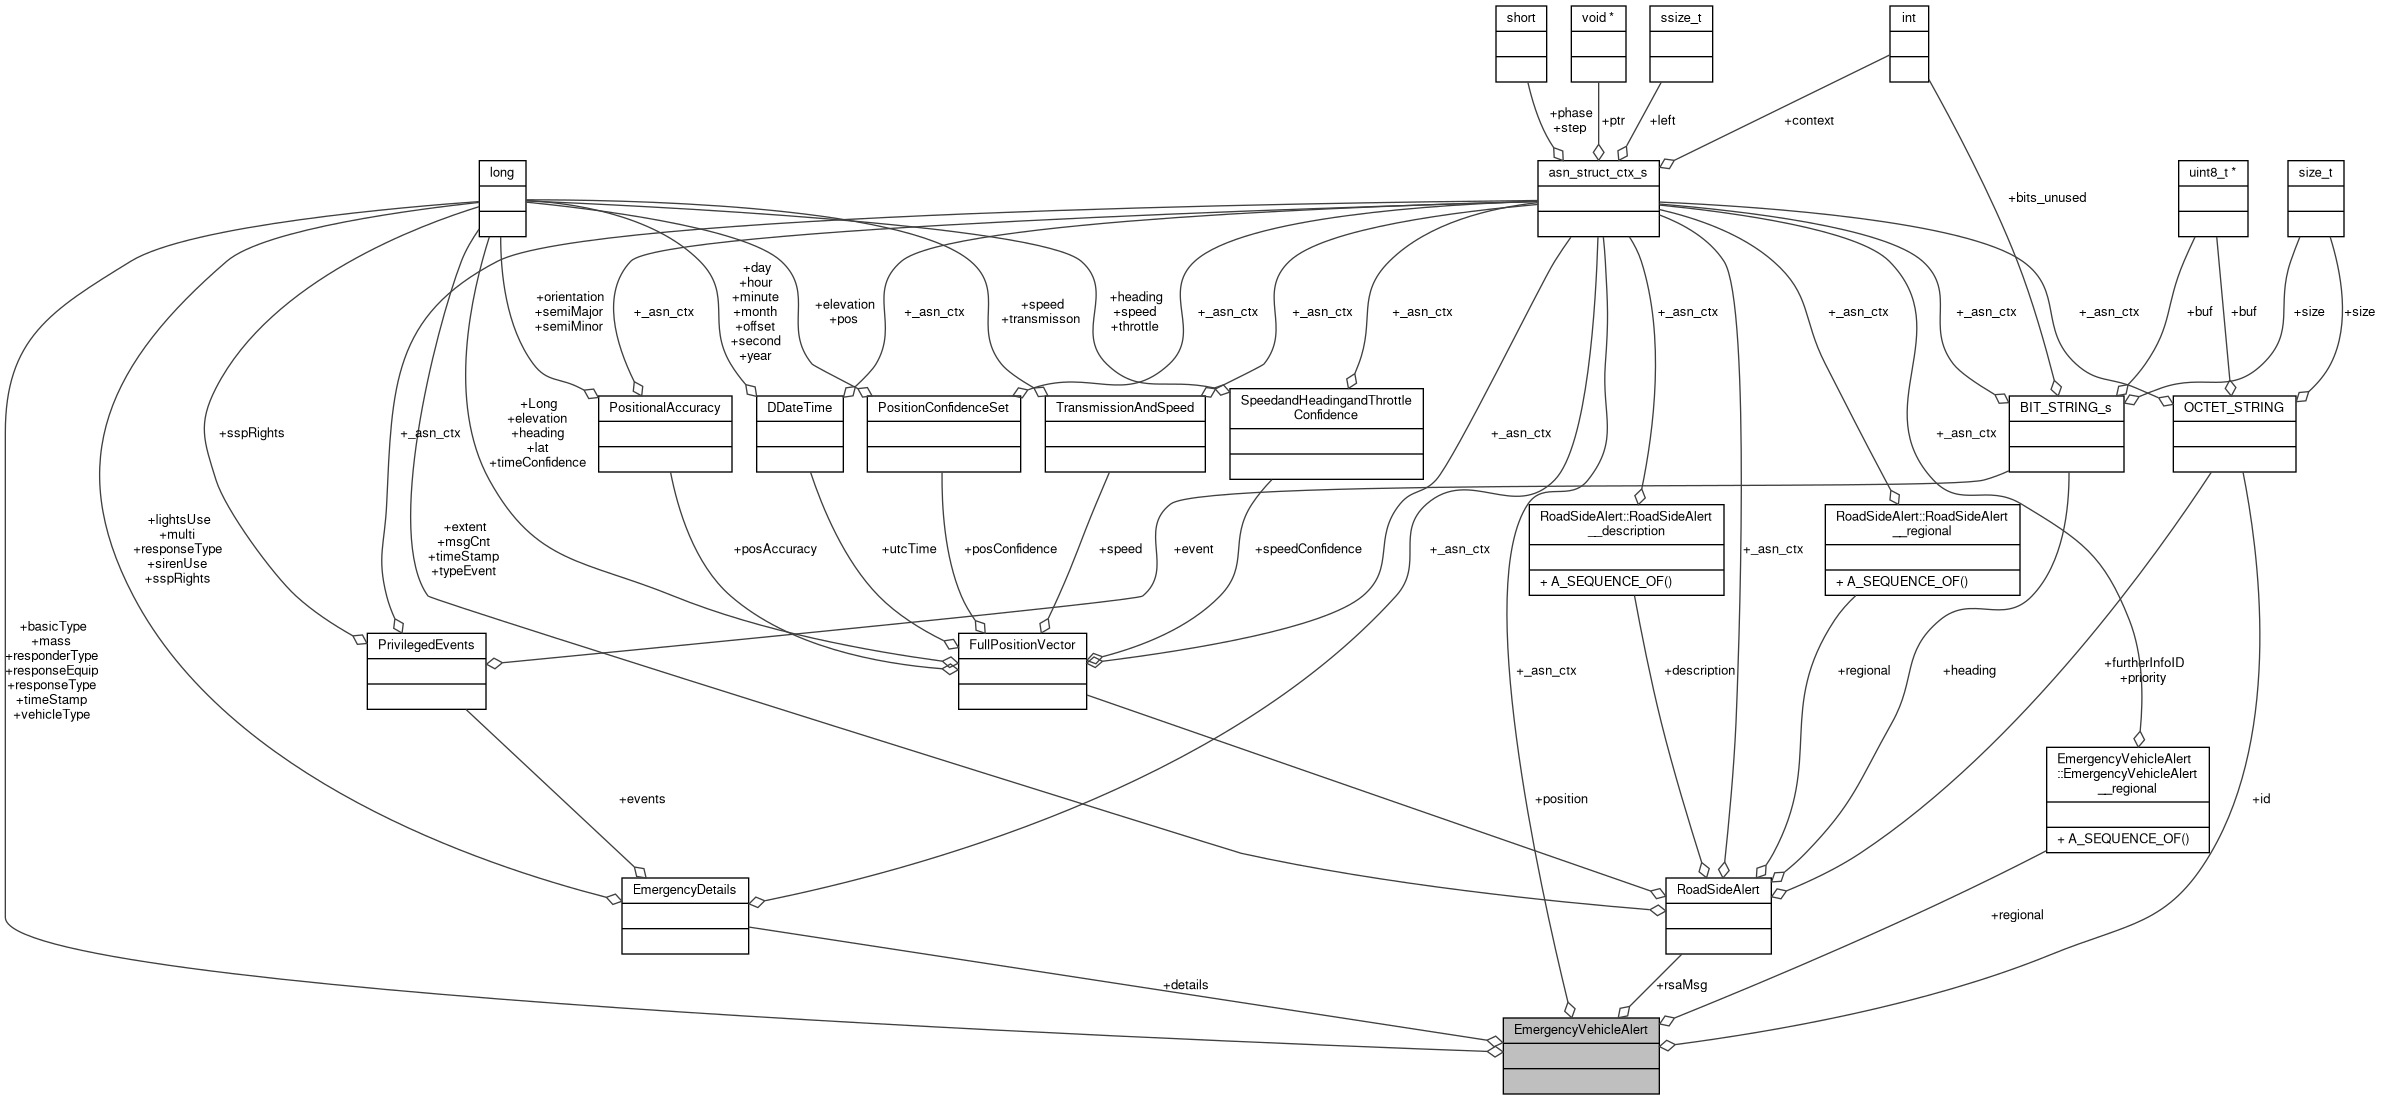 short
void *
ssize_t
int
+phase
+step
+ptr
+left
+context
long
asn_struct_ctx_s
uint8_t *
size_t
+bits_unused
+orientation
+semiMajor
+semiMinor
+_asn_ctx
+day
+hour
+minute
+month
+offset
+second
+year
+elevation
+pos
+_asn_ctx
+speed
+transmisson
+heading
+speed
+throttle
+_asn_ctx
+_asn_ctx
+_asn_ctx
+_asn_ctx
+_asn_ctx
+_asn_ctx
+_asn_ctx
+buf
+buf
+size
+size
+sspRights
+_asn_ctx
+Long
+elevation
+heading
+lat
+timeConfidence
PositionalAccuracy
DDateTime
PositionConfidenceSet
TransmissionAndSpeed
SpeedandHeadingandThrottle
Confidence
+_asn_ctx
+_asn_ctx
BIT_STRING_s
OCTET_STRING
+lightsUse
+multi
+responseType
+sirenUse
+sspRights
+extent
+msgCnt
+timeStamp
+typeEvent
+posAccuracy
+utcTime
+posConfidence
+speed
+event
+speedConfidence
+_asn_ctx
RoadSideAlert::RoadSideAlert
__description
+ A_SEQUENCE_OF()
+_asn_ctx
RoadSideAlert::RoadSideAlert
__regional
+ A_SEQUENCE_OF()
+basicType
+mass
+responderType
+responseEquip
+responseType
+timeStamp
+vehicleType
PrivilegedEvents
FullPositionVector
+_asn_ctx
+description
+regional
+heading
+furtherInfoID
+priority
+events
+position
EmergencyVehicleAlert
::EmergencyVehicleAlert
__regional
+ A_SEQUENCE_OF()
+id
EmergencyDetails
RoadSideAlert
+regional
+details
+rsaMsg
EmergencyVehicleAlert